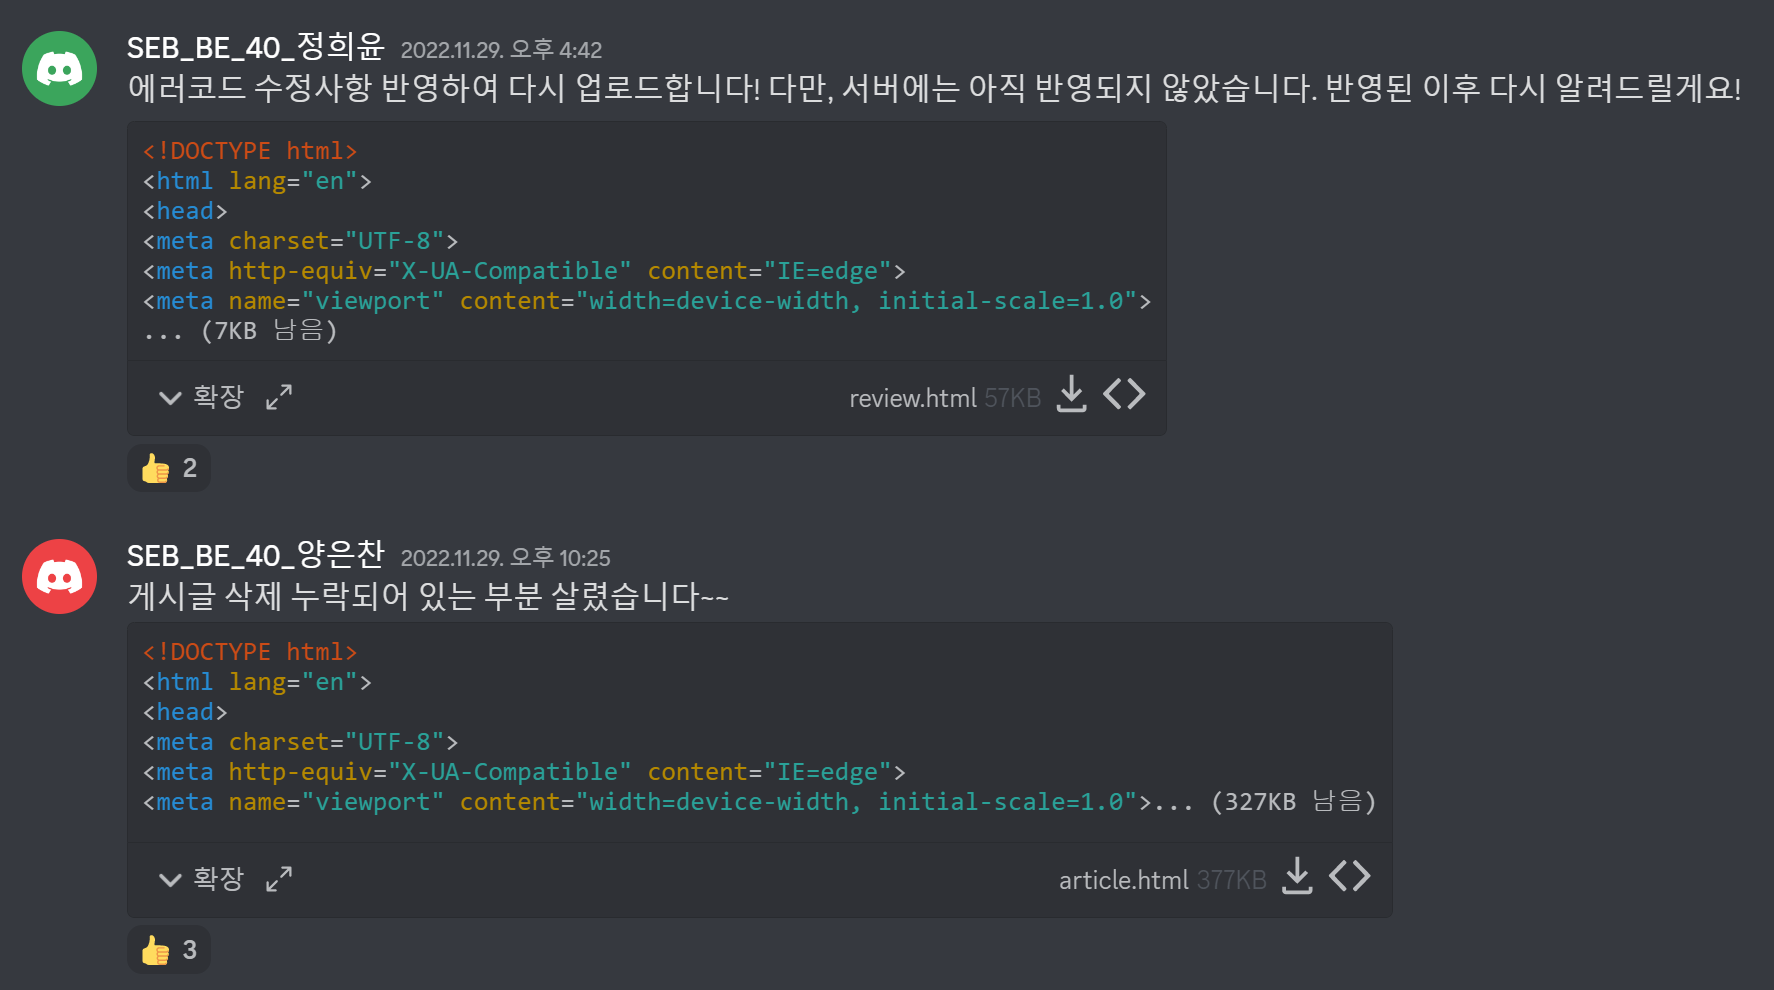 SEB_BE_40_정희윤 2022.11.29. 오후 4:42
에러코드 수정사항 반영하여 다시 업로드합니다! 다만, 서버에는 아직 반영되지 않았습니다. 반영된 이후 다시 알려드릴게요!
<!DOCTYPE html>
<html lang="en">
<head>
<meta charset="UTF-8">
<meta http-equiv="X-UA-Compatible" content="IE=edge">
<meta name="viewport" content="width=device-width, initial-scale=1.0">
... (7KB 남음)
확장 review.html 57KB
2
SEB_BE_40_양은찬 2022.11.29. 오후 10:25
게시글 삭제 누락되어 있는 부분 살렸습니다~~
<!DOCTYPE html>
<html lang="en">
<head>
<meta charset="UTF-8">
<meta http-equiv="X-UA-Compatible" content="IE=edge">
<meta name="viewport" content="width=device-width, initial-scale=1.0">... (327KB 남음)
확장 article.html 377KB
3